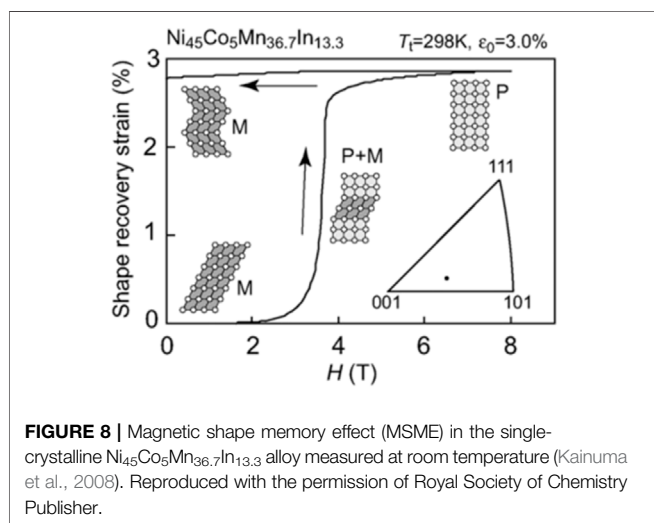 Ni45Co5Mn36.7In13.3 Tt=298K, ε0=3.0%
Shape recovery strain (%)
3
2
1
0
M
P
P+M
M
111
001 101
0 2 4 6 8
H (T)
FIGURE 8 | Magnetic shape memory effect (MSME) in the single-
crystalline Ni45Co5Mn36.7In13.3 alloy measured at room temperature (Kainuma
et al., 2008). Reproduced with the permission of Royal Society of Chemistry
Publisher.